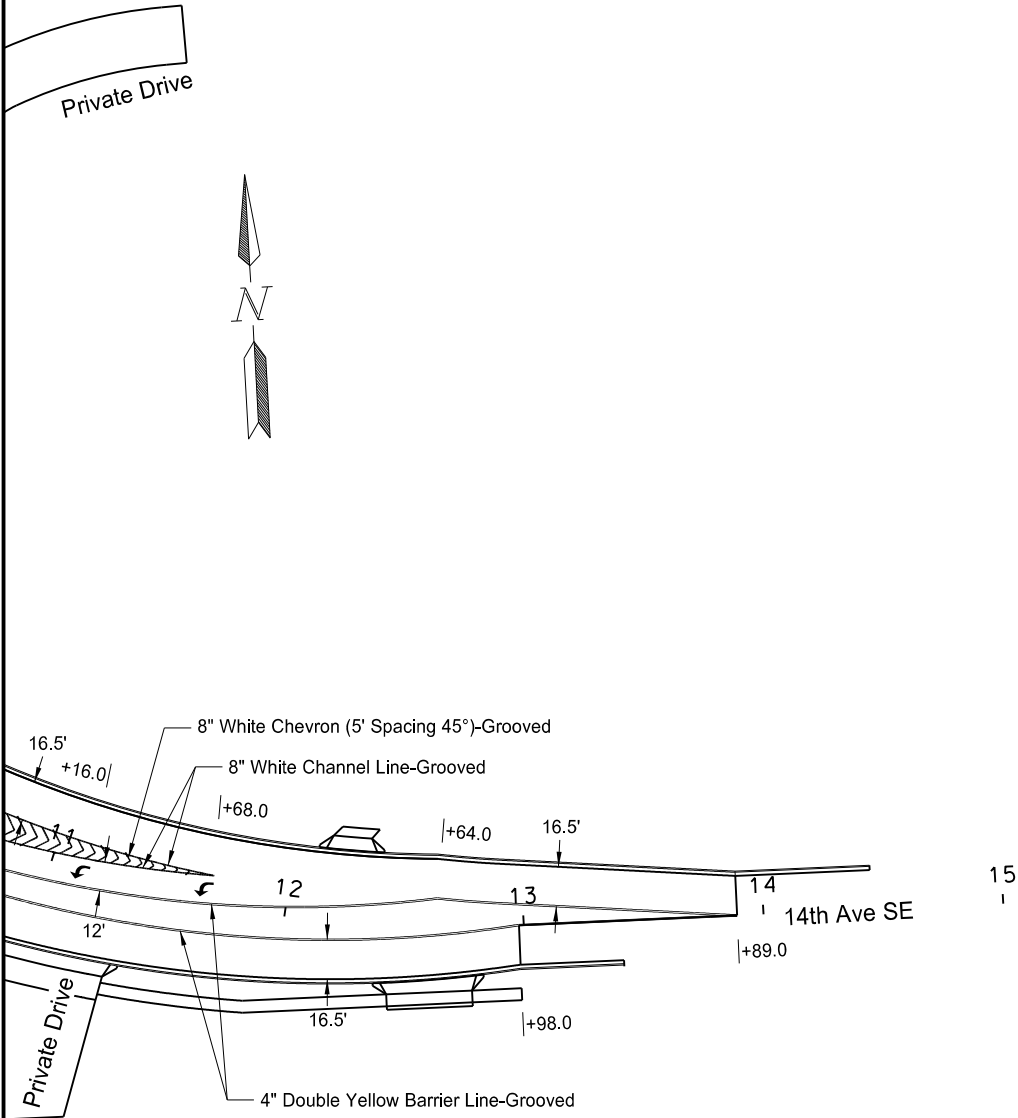 Private Drive
N
8" White Chevron (5' Spacing 45°)-Grooved
16.5'
+16.0
8" White Channel Line-Grooved
+68.0
+64.0
16.5'
11
12
13
14
15
14th Ave SE
12'
+89.0
Private Drive
16.5'
+98.0
4" Double Yellow Barrier Line-Grooved